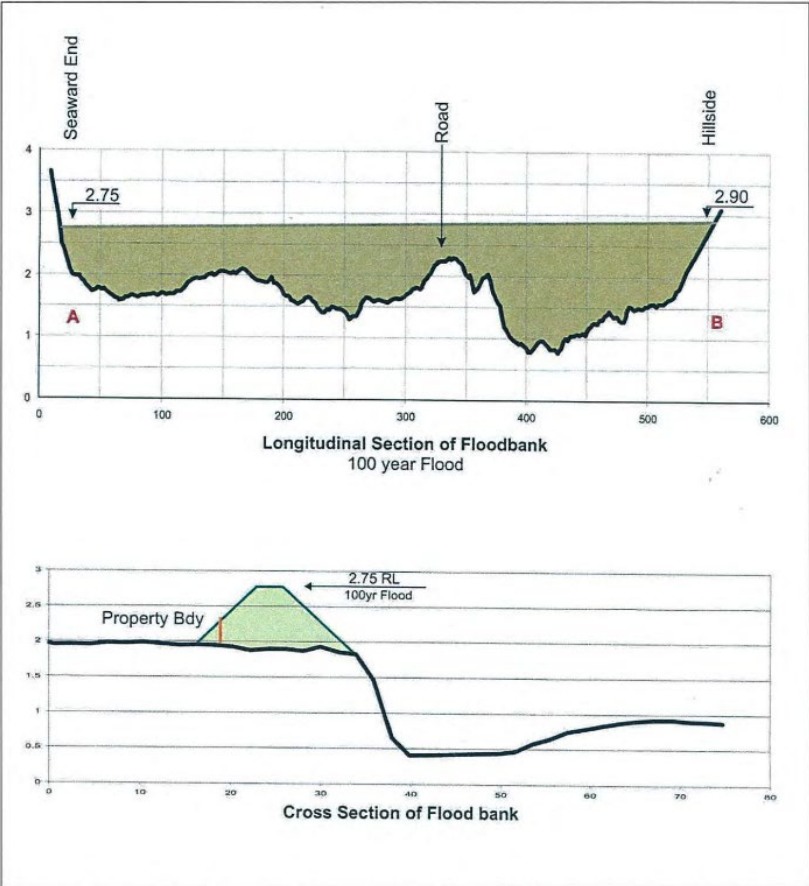 Seaward End
Road
Hillside
4
3
2
1
0
2.75
2.90
A
B
0 100 200 300 400 500 600
Longitudinal Section of Floodbank
100 year Flood
3
2.5
2
1.5
1
0.5
0
2.75 RL
100yr Flood
Property Bdy
0 10 20 30 40 50 60 70 80
Cross Section of Flood bank